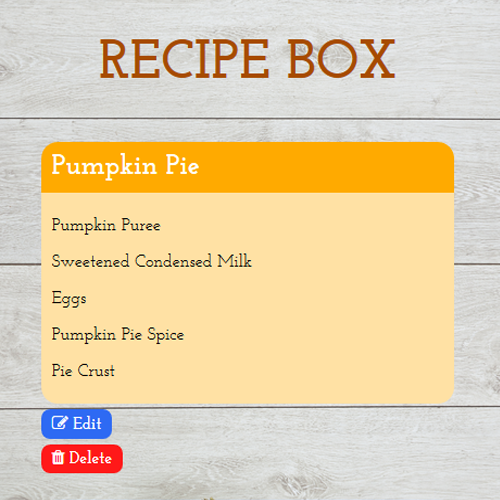 RECIPE BOX
Pumpkin Pie
Pumpkin Puree
Sweetened Condensed Milk
Eggs
Pumpkin Pie Spice
Pie Crust
Edit
Delete